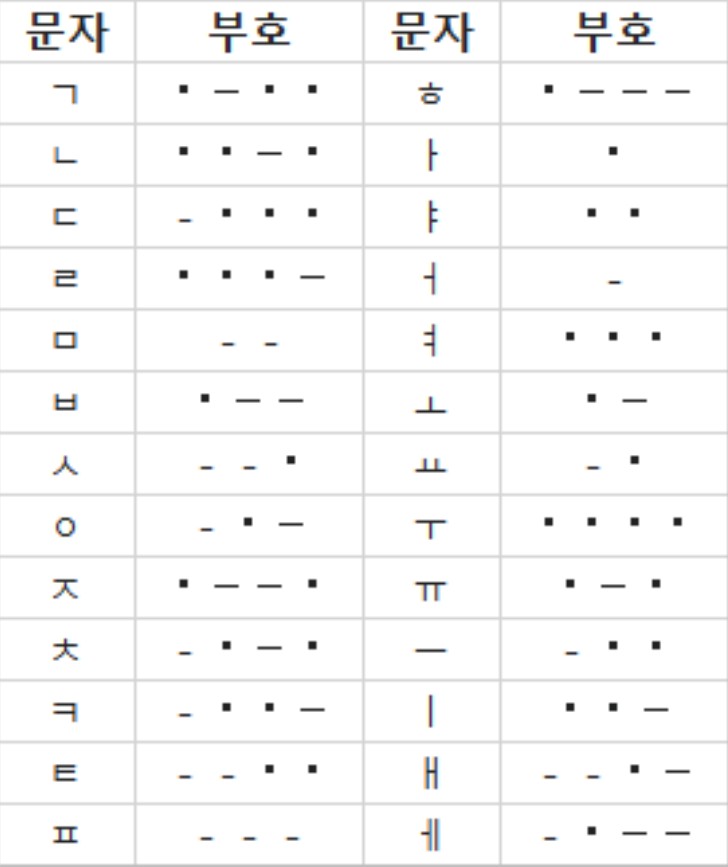 문자 부호 문자 부호
ㄱ ▪ — ▪ ▪ ㅎ ▪ — — —
ㄴ ▪ ▪ — ▪ ㅏ ▪
ㄷ - ▪ ▪ ▪ ㅑ ▪ ▪
ㄹ ▪ ▪ ▪ — ㅓ -
ㅁ - - ㅕ ▪ ▪ ▪
ㅂ ▪ — — ㅗ ▪ —
ㅅ - - ▪ ㅛ - ▪
ㅇ - ▪ — ㅜ ▪ ▪ ▪ ▪
ㅈ ▪ — — ▪ ㅠ ▪ — ▪
ㅊ - ▪ — ▪ ㅡ - ▪ ▪
ㅋ - ▪ ▪ — ㅣ ▪ ▪ —
ㅌ - - ▪ ▪ ㅐ - - ▪ —
ㅍ - - - ㅔ - ▪ — —